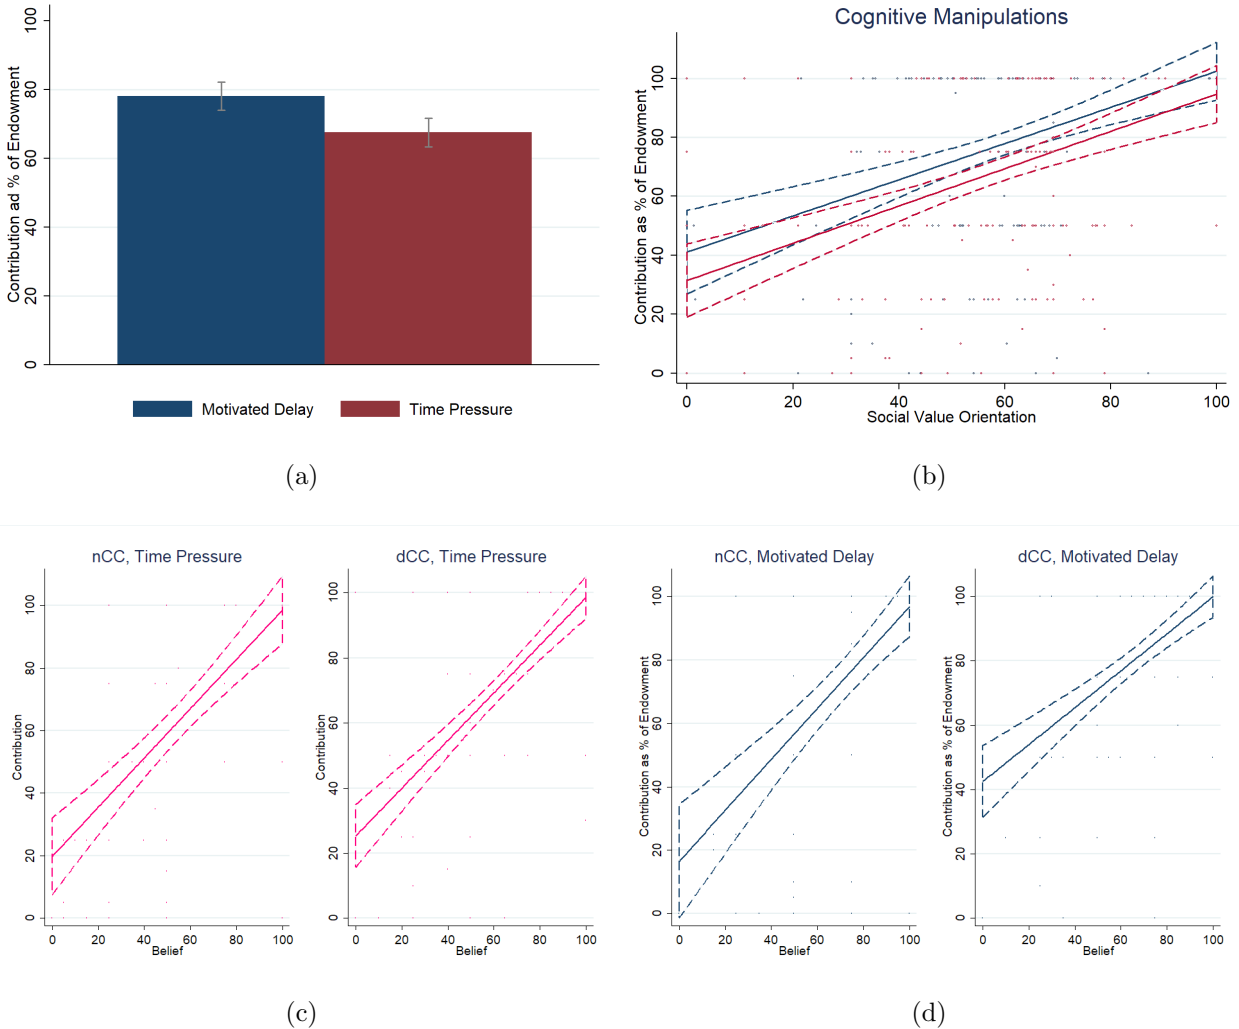 Contribution ad % of Endowment
100
80
60
40
20
0
Motivated Delay
Time Pressure
(a)
Cognitive Manipulations
Contribution as % of Endowment
100
80
60
40
20
0
0 20 40 60 80 100
Social Value Orientation
(b)
nCC, Time Pressure
Contribution
100
80
60
40
20
0
0 20 40 60 80 100
Belief
dCC, Time Pressure
Contribution
100
80
60
40
20
0
0 20 40 60 80 100
Belief
(c)
nCC, Motivated Delay
Contribution as % of Endowment
100
80
60
40
20
0
0 20 40 60 80 100
Belief
dCC, Motivated Delay
Contribution as % of Endowment
100
80
60
40
20
0
0 20 40 60 80 100
Belief
(d)